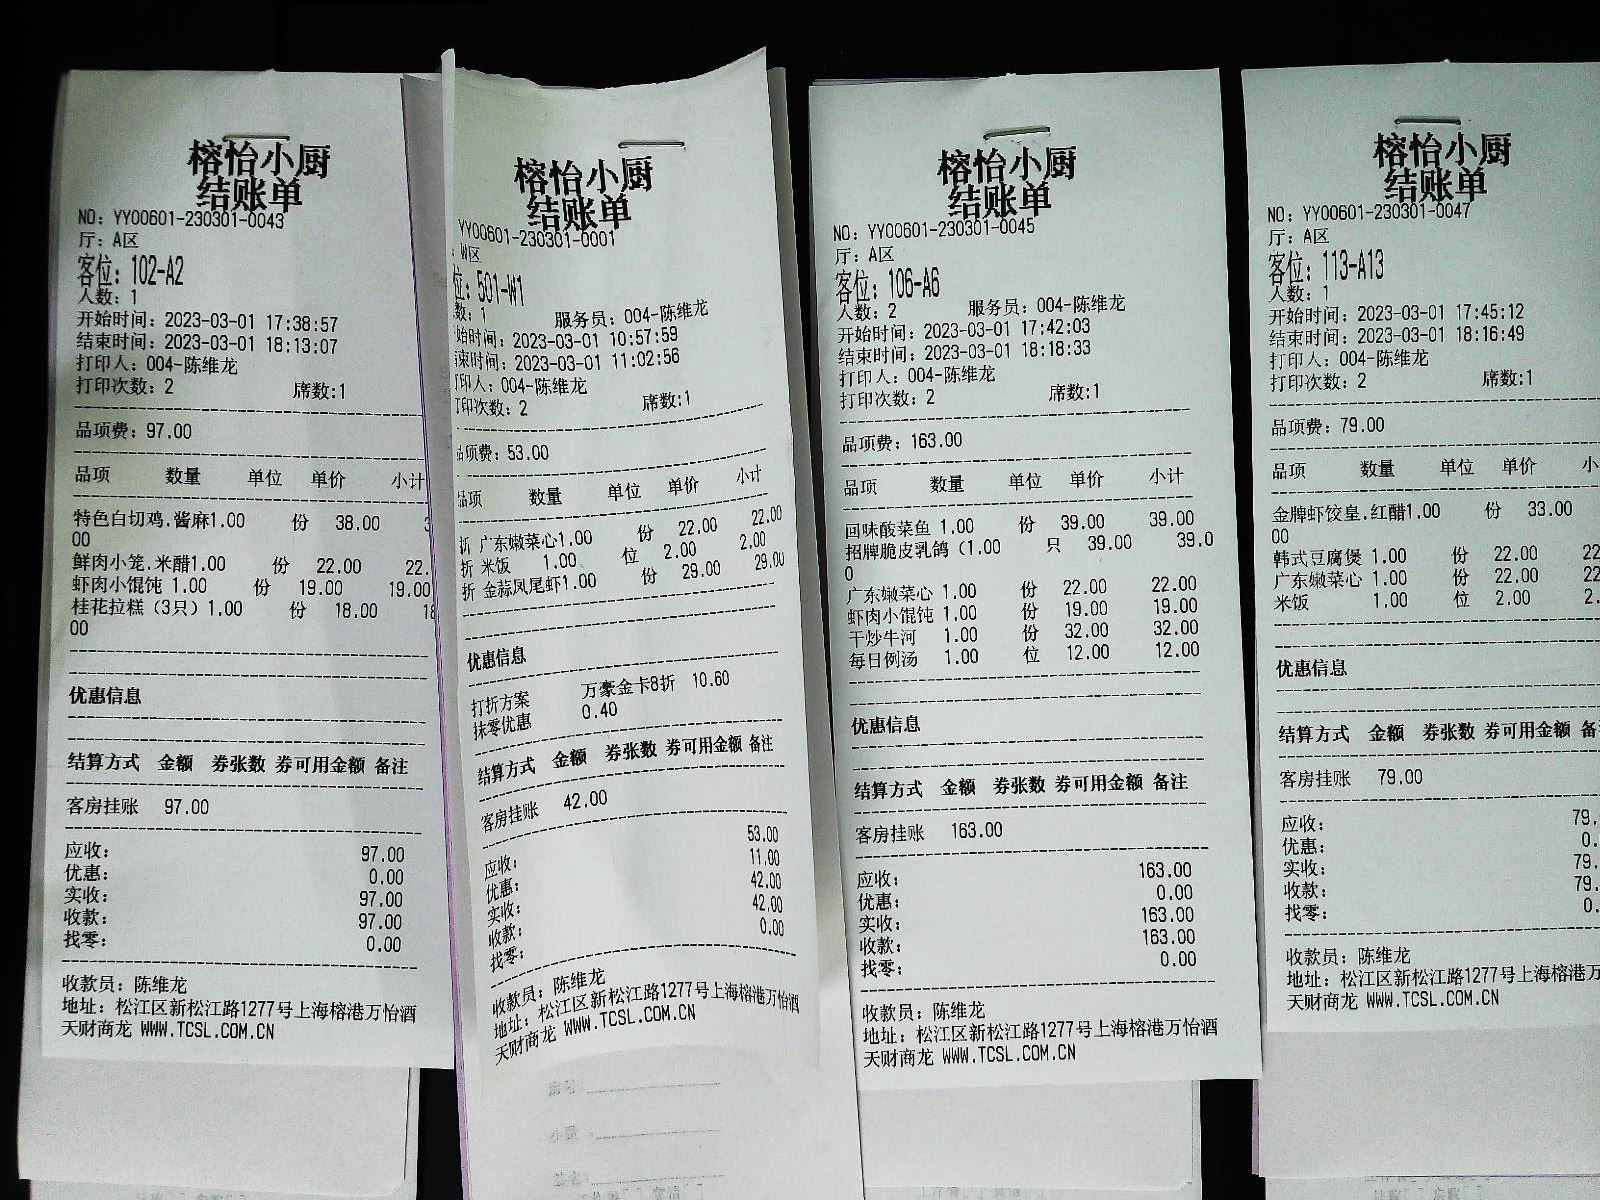 榕怡小厨
结账单
NO: YY00601-230301-0043
厅: A区
客位: 102-A2
人数: 1
开始时间: 2023-03-01 17:38:57
结束时间: 2023-03-01 18:13:07
打印人: 004-陈维龙
打印次数: 2 席数:1
品项费: 97.00
品项 数量 单位 单价 小计
特色白切鸡.酱麻1.00 份 38.00 3
00
鲜肉小笼.米醋1.00 份 22.00 22.
虾肉小馄饨 1.00 份 19.00 19.00
桂花拉糕（3只）1.00 份 18.00 18
00
优惠信息
结算方式 金额 券张数 券可用金额 备注
客房挂账 97.00
应收: 97.00
优惠: 0.00
实收: 97.00
收款: 97.00
找零: 0.00
收款员: 陈维龙
地址: 松江区新松江路1277号上海榕港万怡酒
天财商龙 WWW.TCSL.COM.CN
榕怡小厨
结账单
YY00601-230301-0001
: W区
位: 501-W1
数: 1 服务员: 004-陈维龙
始时间: 2023-03-01 10:57:59
束时间: 2023-03-01 11:02:56
打印人: 004-陈维龙
打印次数: 2 席数:1
品项费: 53.00
品项 数量 单位 单价 小计
折 广东嫩菜心1.00 份 22.00 22.00
折 米饭 1.00 位 2.00 2.00
折 金蒜凤尾虾1.00 份 29.00 29.00
优惠信息
打折方案 万豪金卡8折 10.60
抹零优惠 0.40
结算方式 金额 券张数 券可用金额 备注
客房挂账 42.00
应收: 53.00
优惠: 11.00
实收: 42.00
收款: 42.00
找零: 0.00
收款员: 陈维龙
地址: 松江区新松江路1277号上海榕港万怡酒
天财商龙 WWW.TCSL.COM.CN
榕怡小厨
结账单
NO: YY00601-230301-0045
厅: A区
客位: 106-A6
人数: 2 服务员: 004-陈维龙
开始时间: 2023-03-01 17:42:03
结束时间: 2023-03-01 18:18:33
打印人: 004-陈维龙
打印次数: 2 席数:1
品项费: 163.00
品项 数量 单位 单价 小计
回味酸菜鱼 1.00 份 39.00 39.00
招牌脆皮乳鸽（1.00 只 39.00 39.0
0
广东嫩菜心 1.00 份 22.00 22.00
虾肉小馄饨 1.00 份 19.00 19.00
干炒牛河 1.00 份 32.00 32.00
每日例汤 1.00 位 12.00 12.00
优惠信息
结算方式 金额 券张数 券可用金额 备注
客房挂账 163.00
应收: 163.00
优惠: 0.00
实收: 163.00
收款: 163.00
找零: 0.00
收款员: 陈维龙
地址: 松江区新松江路1277号上海榕港万怡酒
天财商龙 WWW.TCSL.COM.CN
榕怡小厨
结账单
NO: YY00601-230301-0047
厅: A区
客位: 113-A13
人数: 1
开始时间: 2023-03-01 17:45:12
结束时间: 2023-03-01 18:16:49
打印人: 004-陈维龙
打印次数: 2 席数:1
品项费: 79.00
品项 数量 单位 单价 小
金牌虾饺皇.红醋1.00 份 33.00
00
韩式豆腐煲 1.00 份 22.00 22
广东嫩菜心 1.00 份 22.00 22
米饭 1.00 位 2.00 2.
优惠信息
结算方式 金额 券张数 券可用金额 备
客房挂账 79.00
应收: 79.
优惠: 0.
实收: 79.
收款: 79.
找零: 0.
收款员: 陈维龙
地址: 松江区新松江路1277号上海榕港万怡
天财商龙 WWW.TCSL.COM.CN